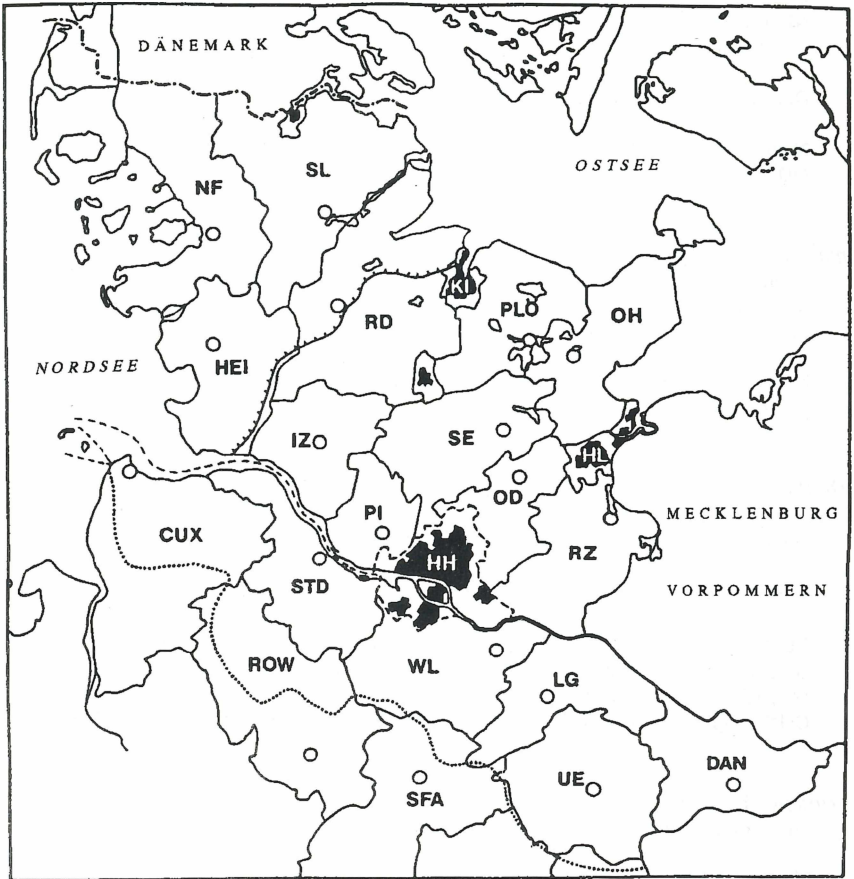 DÄNEMARK
OSTSEE
NF
SL
KI
PLÖ
OH
RD
HEI
NORDSEE
IZ
SE
HL
OD
PI
CUX
MECKLENBURG
HH
RZ
STD
VORPOMMERN
ROW
WL
LG
DAN
UE
SFA